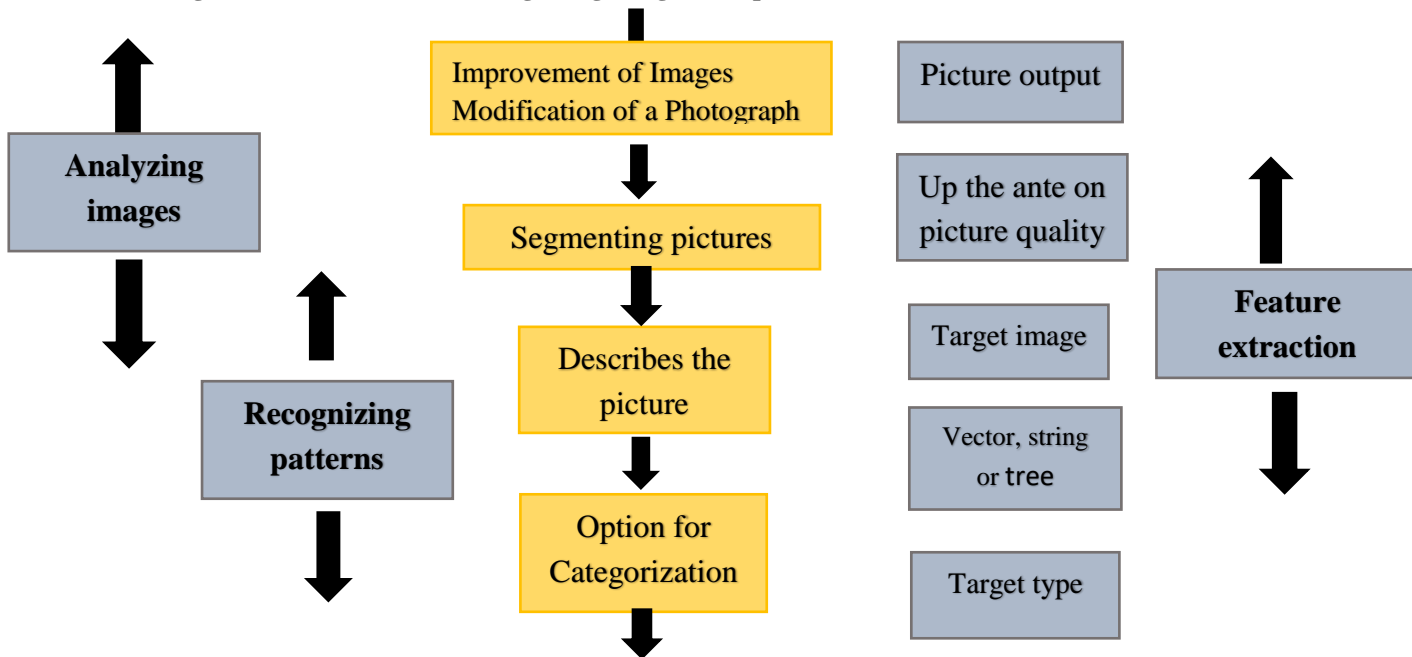 Improvement of Images
Modification of a Photograph
Picture output
Analyzing
images
Up the ante on
picture quality
Segmenting pictures
Feature
extraction
Target image
Describes the
picture
Recognizing
patterns
Vector, string
or tree
Option for
Categorization
Target type